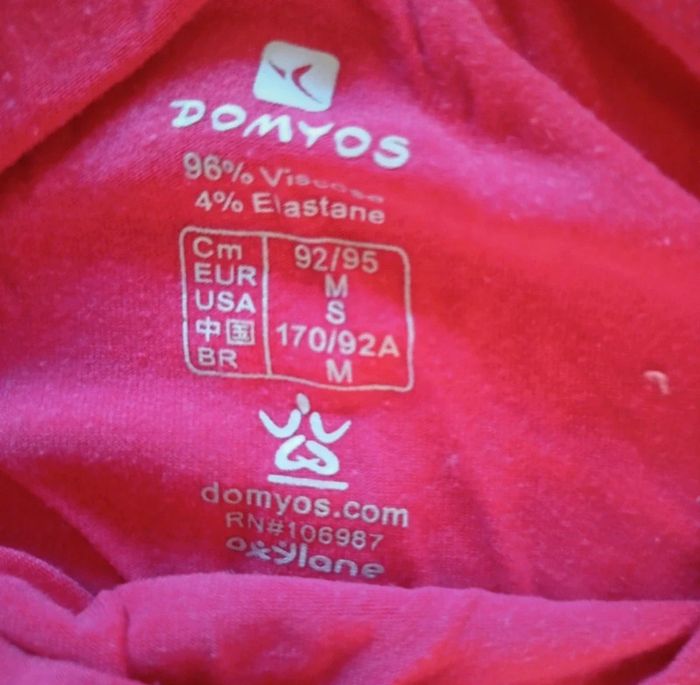 DOMYOS
96% Viscose
4% Elastane
Cm 92/95
EUR M
USA S
中国 170/92A
BR M
domyos.com
RN#106987
oxylane